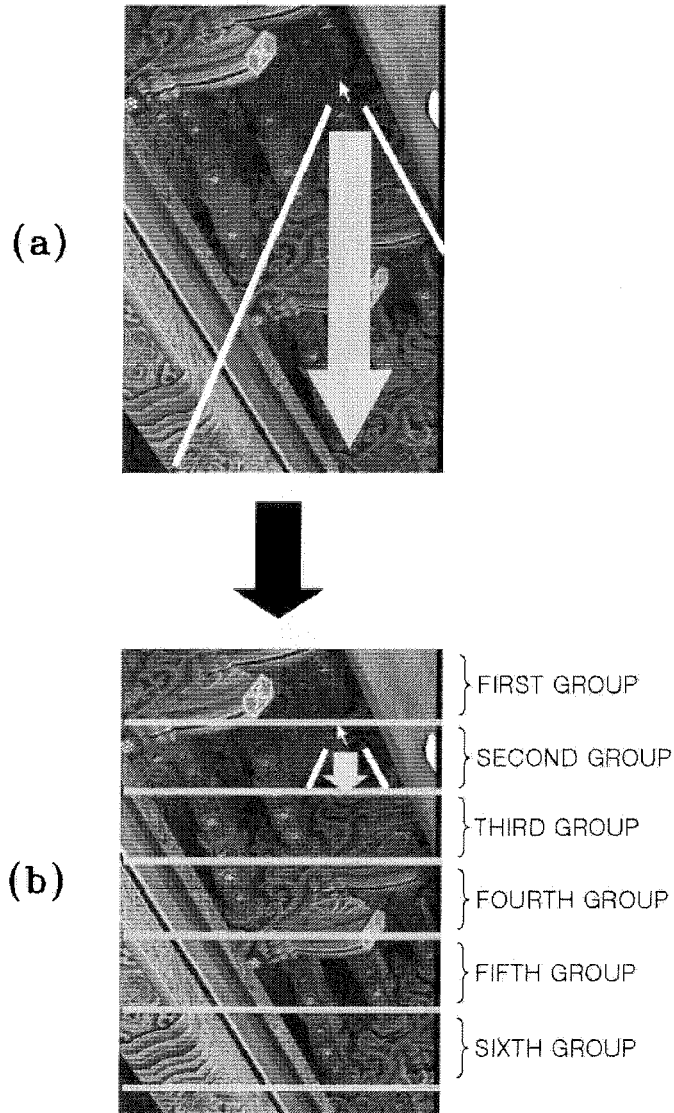 (a)
FIRST GROUP
SECOND GROUP
THIRD GROUP
(b)
FOURTH GROUP
FIFTH GROUP
SIXTH GROUP